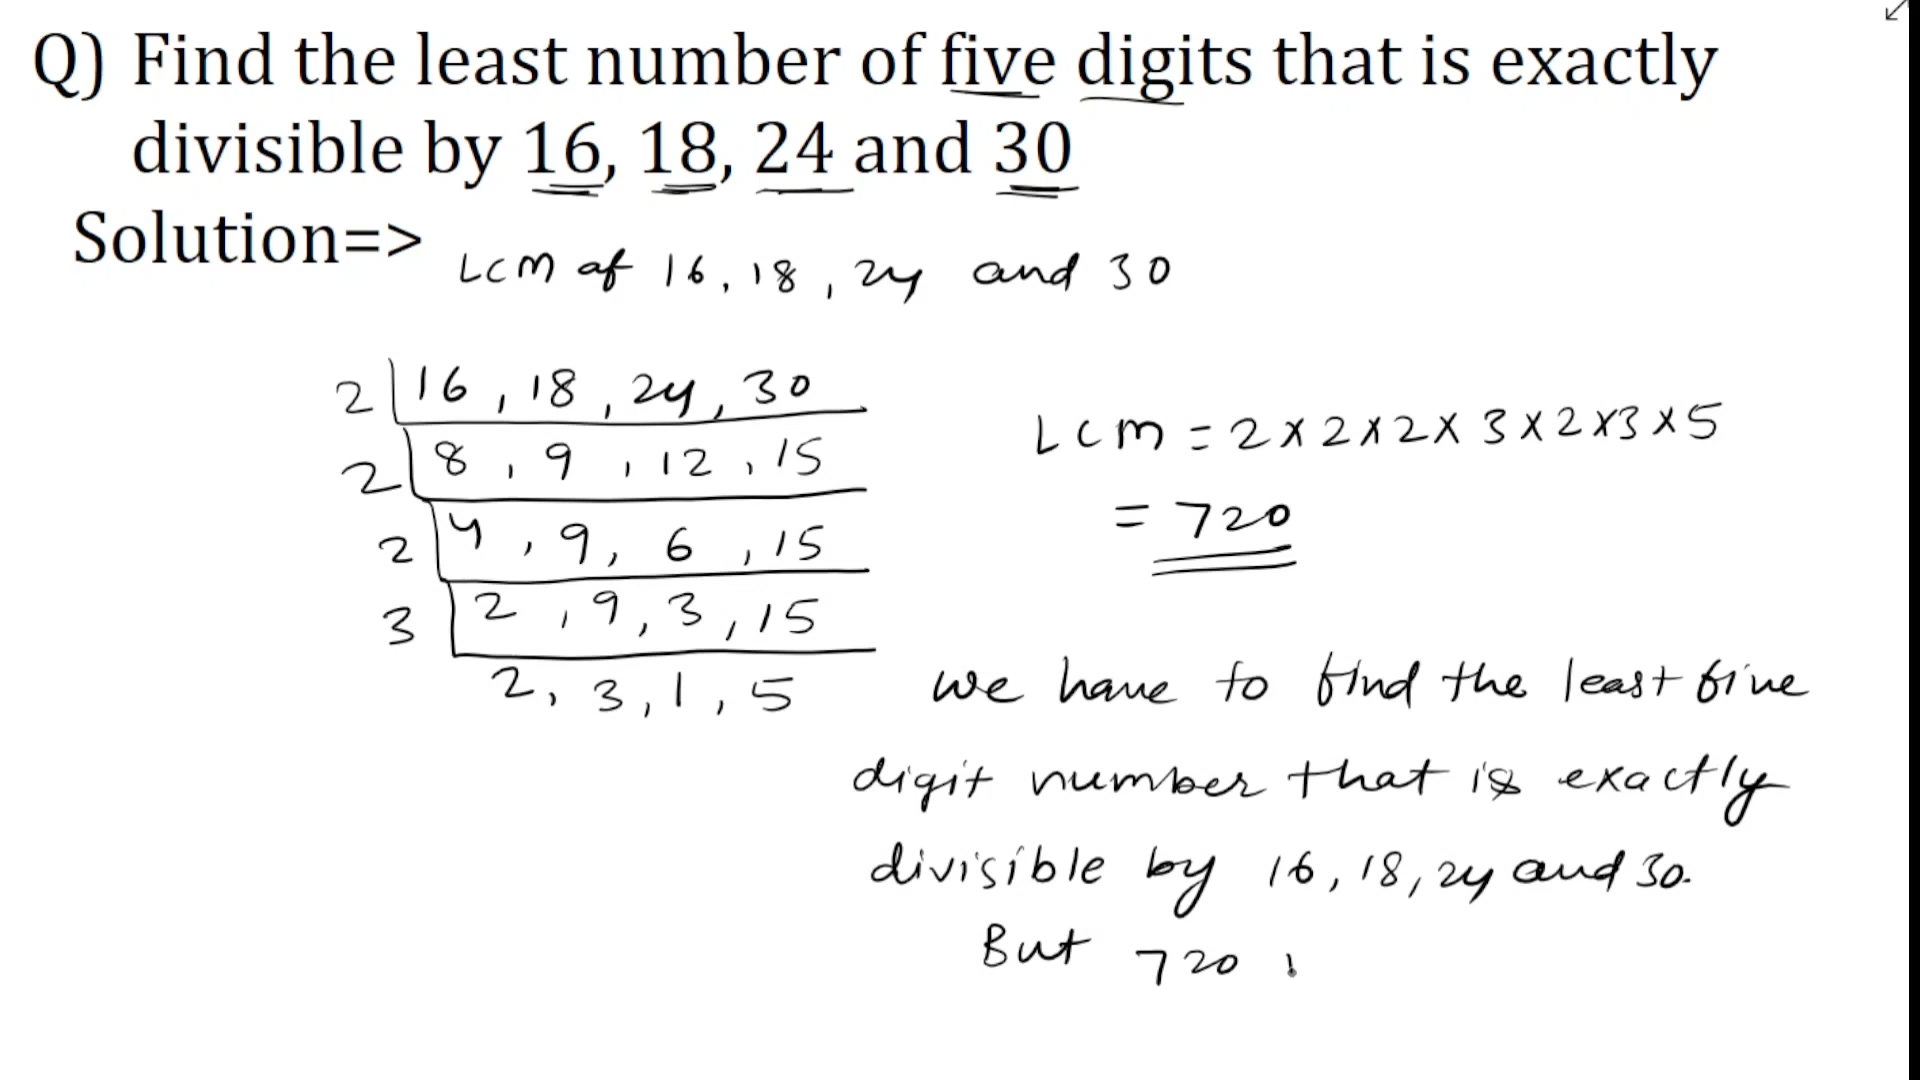 Q) Find the least number of five digits that is exactly
divisible by 16, 18, 24 and 30
Solution=>
LCM of 16, 18, 24 and 30
2 16, 18, 24, 30
2 8, 9, 12, 15
2 4, 9, 6, 15
3 2, 9, 3, 15
2, 3, 1, 5
LCM = 2 × 2 × 2 × 3 × 2 × 3 × 5
= 720
we have to find the least five
digit number that is exactly
divisible by 16, 18, 24 and 30.
But 720